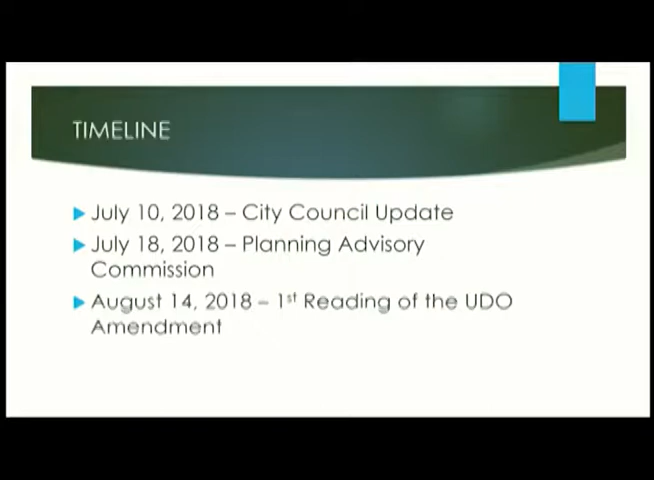 TIMELINE
July 10, 2018 – City Council Update
July 18, 2018 – Planning Advisory
Commission
August 14, 2018 – 1st Reading of the UDO
Amendment